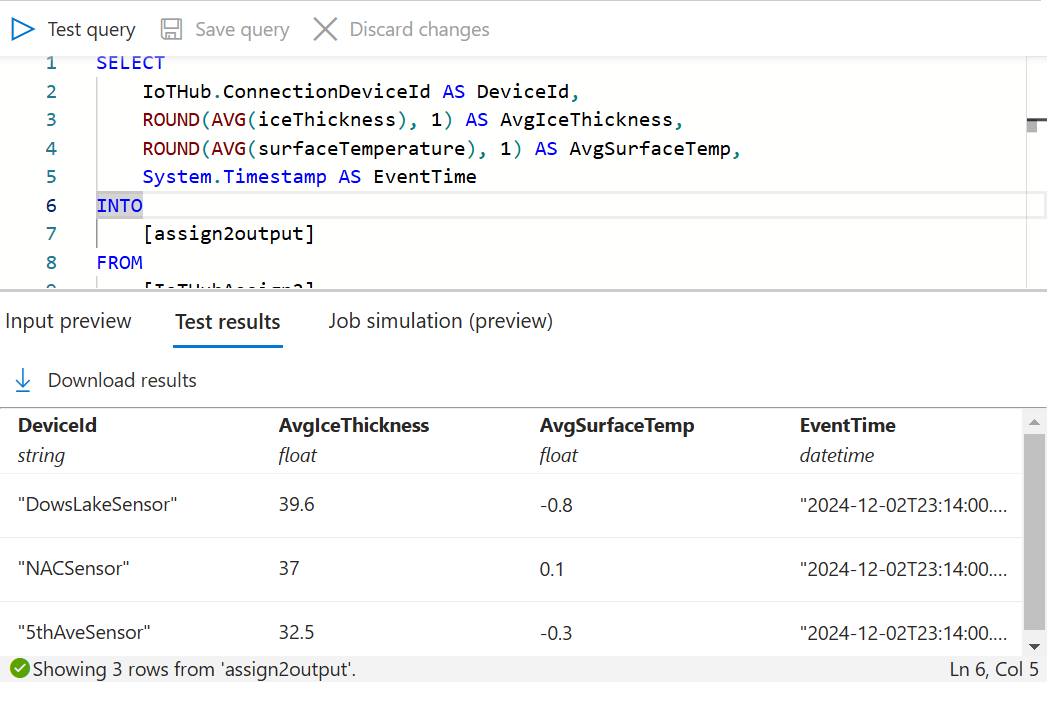 Test query Save query Discard changes
1 SELECT
2 IoTHub.ConnectionDeviceId AS DeviceId,
3 ROUND(AVG(iceThickness), 1) AS AvgIceThickness,
4 ROUND(AVG(surfaceTemperature), 1) AS AvgSurfaceTemp,
5 System.Timestamp AS EventTime
6 INTO
7 [assign2output]
8 FROM
9 [IoTHubAssign2]
Input preview Test results Job simulation (preview)
Download results
DeviceId AvgIceThickness AvgSurfaceTemp EventTime
string float float datetime
"DowsLakeSensor" 39.6 -0.8 "2024-12-02T23:14:00....
"NACSensor" 37 0.1 "2024-12-02T23:14:00....
"5thAveSensor" 32.5 -0.3 "2024-12-02T23:14:00....
Showing 3 rows from 'assign2output'. Ln 6, Col 5